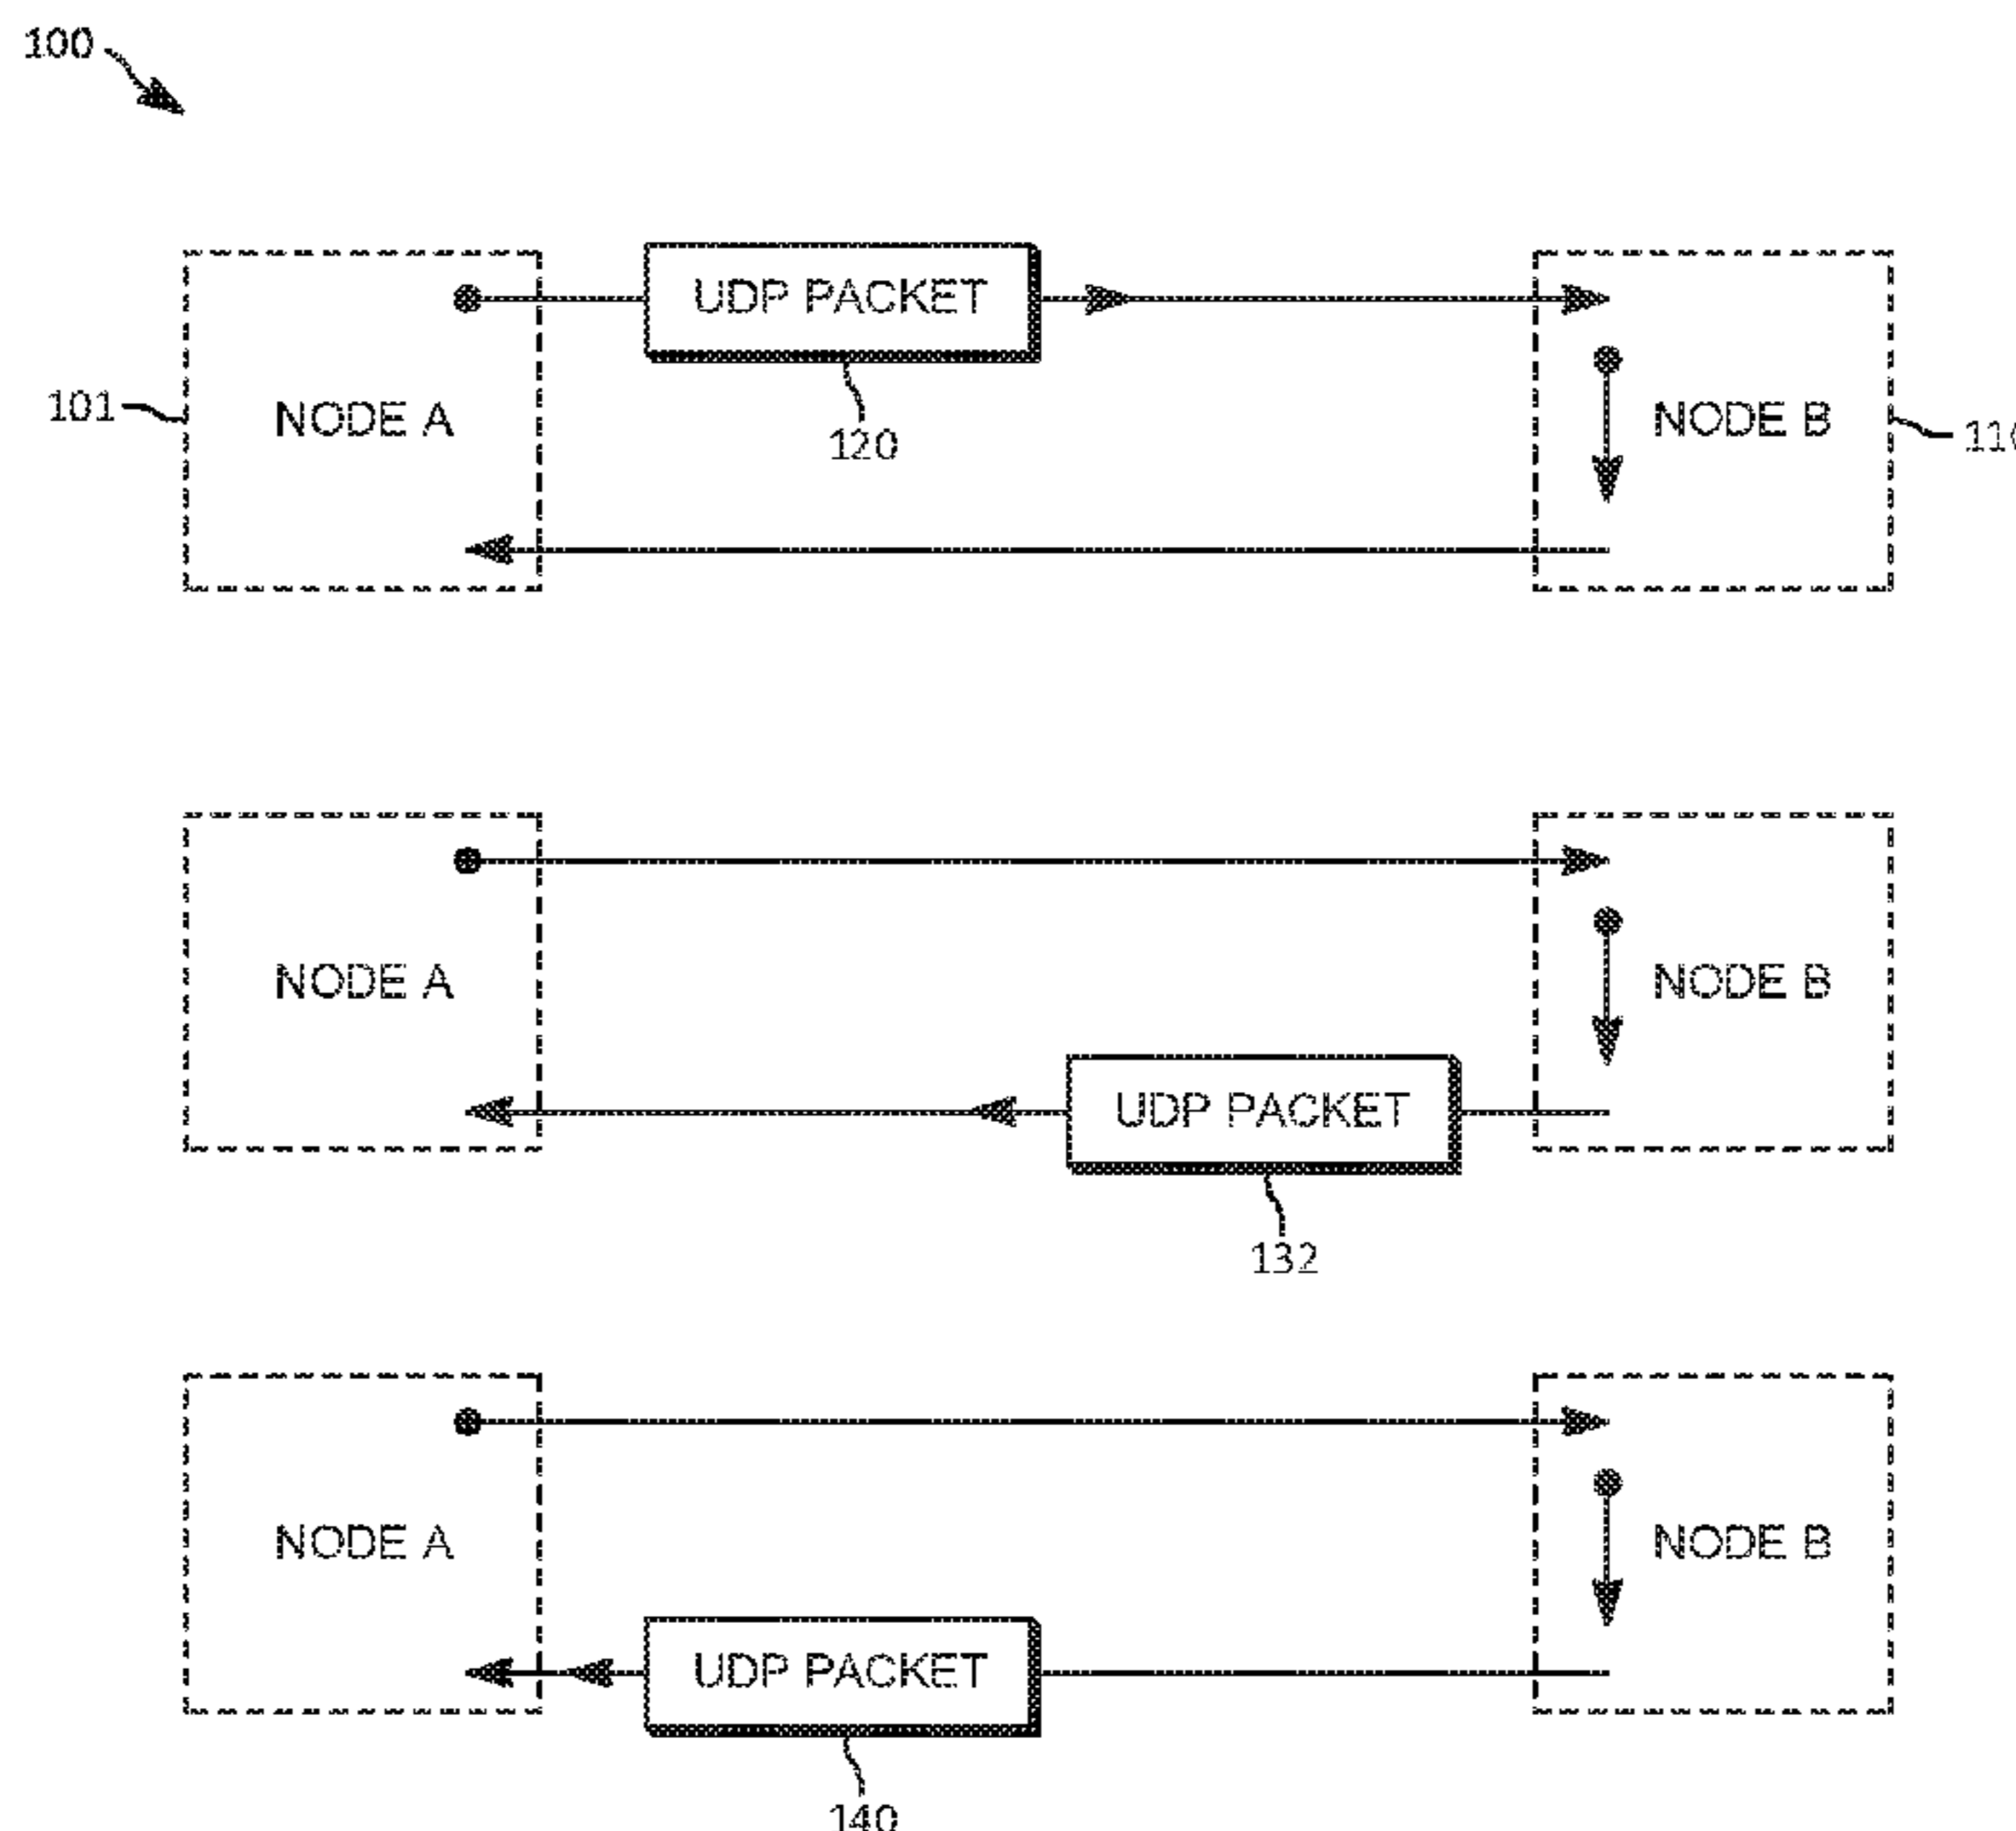 100
UDP PACKET
101
NODE A
120
NODE B
NODE A
NODE B
UDP PACKET
132
NODE A
NODE B
UDP PACKET
140